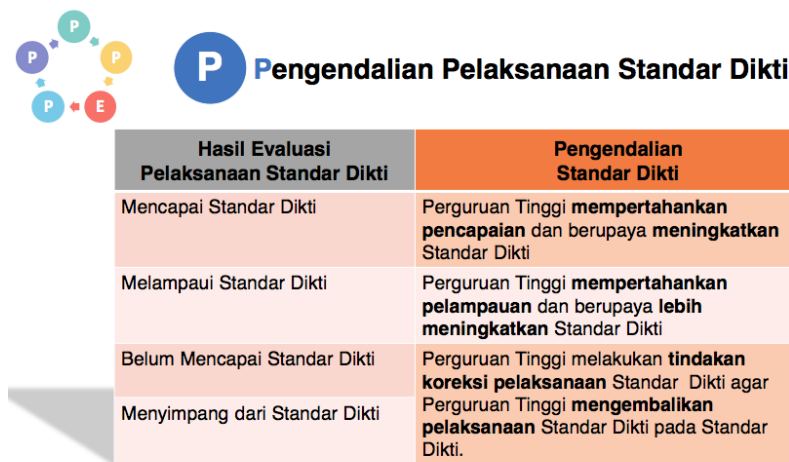 P
P
P
P
E
P
Pengendalian Pelaksanaan Standar Dikti
Hasil Evaluasi
Pelaksanaan Standar Dikti
Pengendalian
Standar Dikti
Mencapai Standar Dikti
Perguruan Tinggi mempertahankan
pencapaian dan berupaya meningkatkan
Standar Dikti
Melampaui Standar Dikti
Perguruan Tinggi mempertahankan
pelampauan dan berupaya lebih
meningkatkan Standar Dikti
Belum Mencapai Standar Dikti
Menyimpang dari Standar Dikti
Perguruan Tinggi melakukan tindakan
koreksi pelaksanaan Standar Dikti agar
Perguruan Tinggi mengembalikan
pelaksanaan Standar Dikti pada Standar
Dikti.